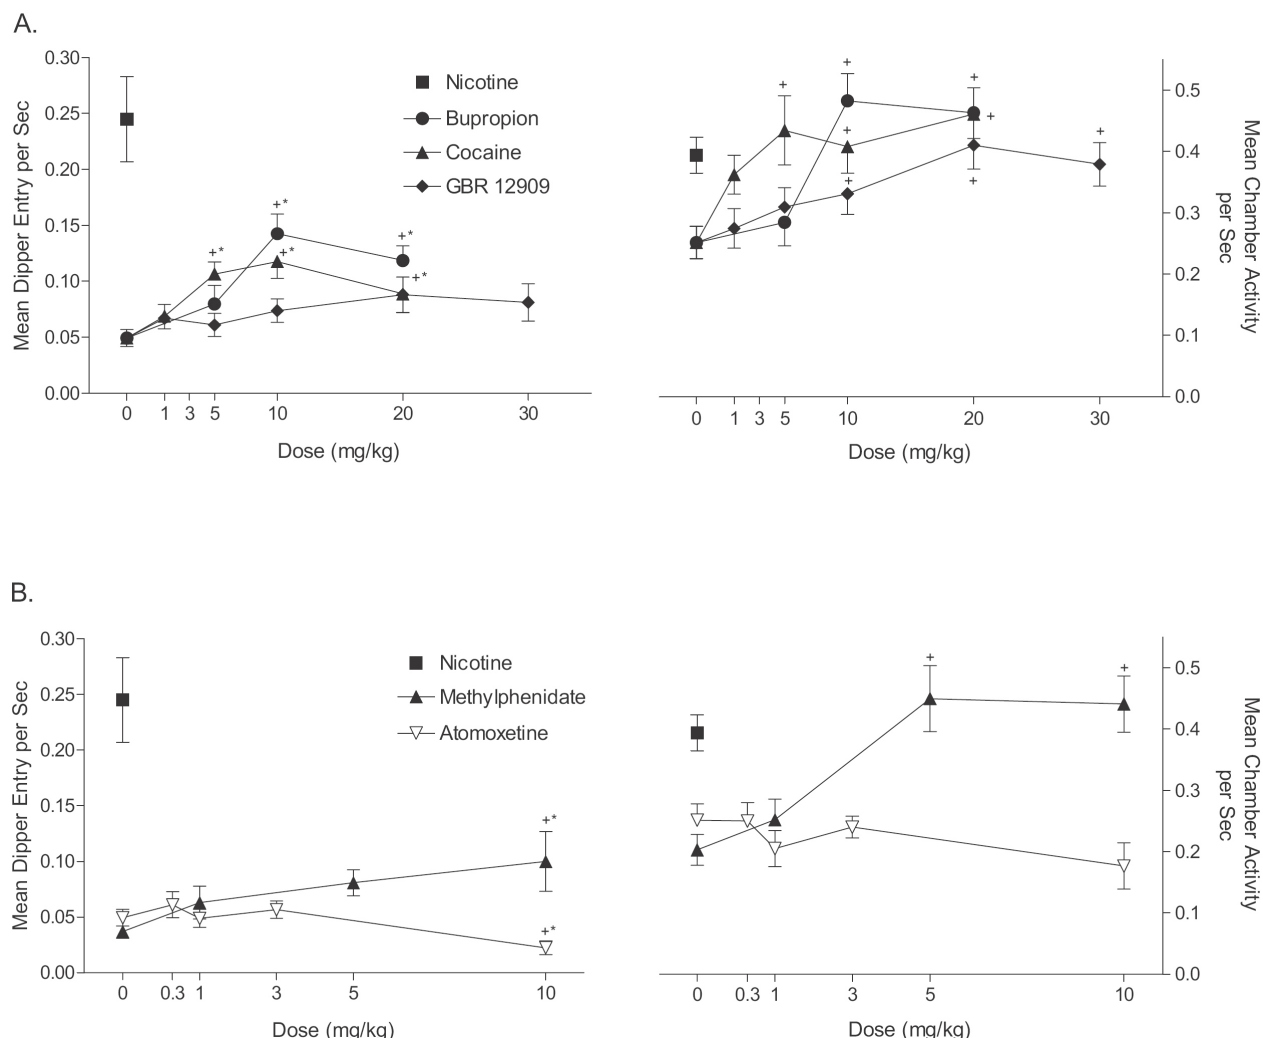 A.
Mean Dipper Entry per Sec
0.30
0.25
0.20
0.15
0.10
0.05
0.00
Nicotine
Bupropion
Cocaine
GBR 12909
+*
+*
+*
+*
+*
0 1 3 5 10 20 30
Dose (mg/kg)
+
+
+
+
+
+
+
+
0.5
0.4
0.3
0.2
0.1
0.0
Mean Chamber Activity
per Sec
0 1 3 5 10 20 30
Dose (mg/kg)
B.
Mean Dipper Entry per Sec
0.30
0.25
0.20
0.15
0.10
0.05
0.00
Nicotine
Methylphenidate
Atomoxetine
+*
+*
0 0.3 1 3 5 10
Dose (mg/kg)
+
+
0.5
0.4
0.3
0.2
0.1
0.0
Mean Chamber Activity
per Sec
0 0.3 1 3 5 10
Dose (mg/kg)